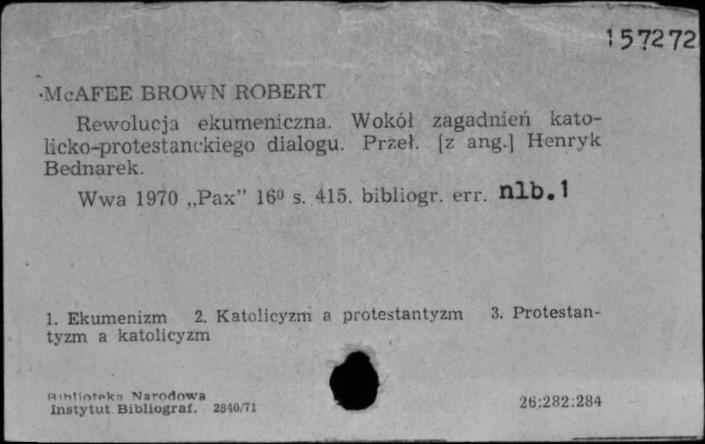 157272
McAFEE BROWN ROBERT
Rewolucja ekumeniczna. Wokół zagadnień kato-
licko-protestanckiego dialogu. Przeł. [z ang.] Henryk
Bednarek.
Wwa 1970 „Pax” 16⁰ s. 415. bibliogr. err. nlb.1
1. Ekumenizm 2. Katolicyzm a protestantyzm 3. Protestan-
tyzm a katolicyzm
Biblioteka Narodowa
Instytut Bibliograf. 2840/71
26:282:284